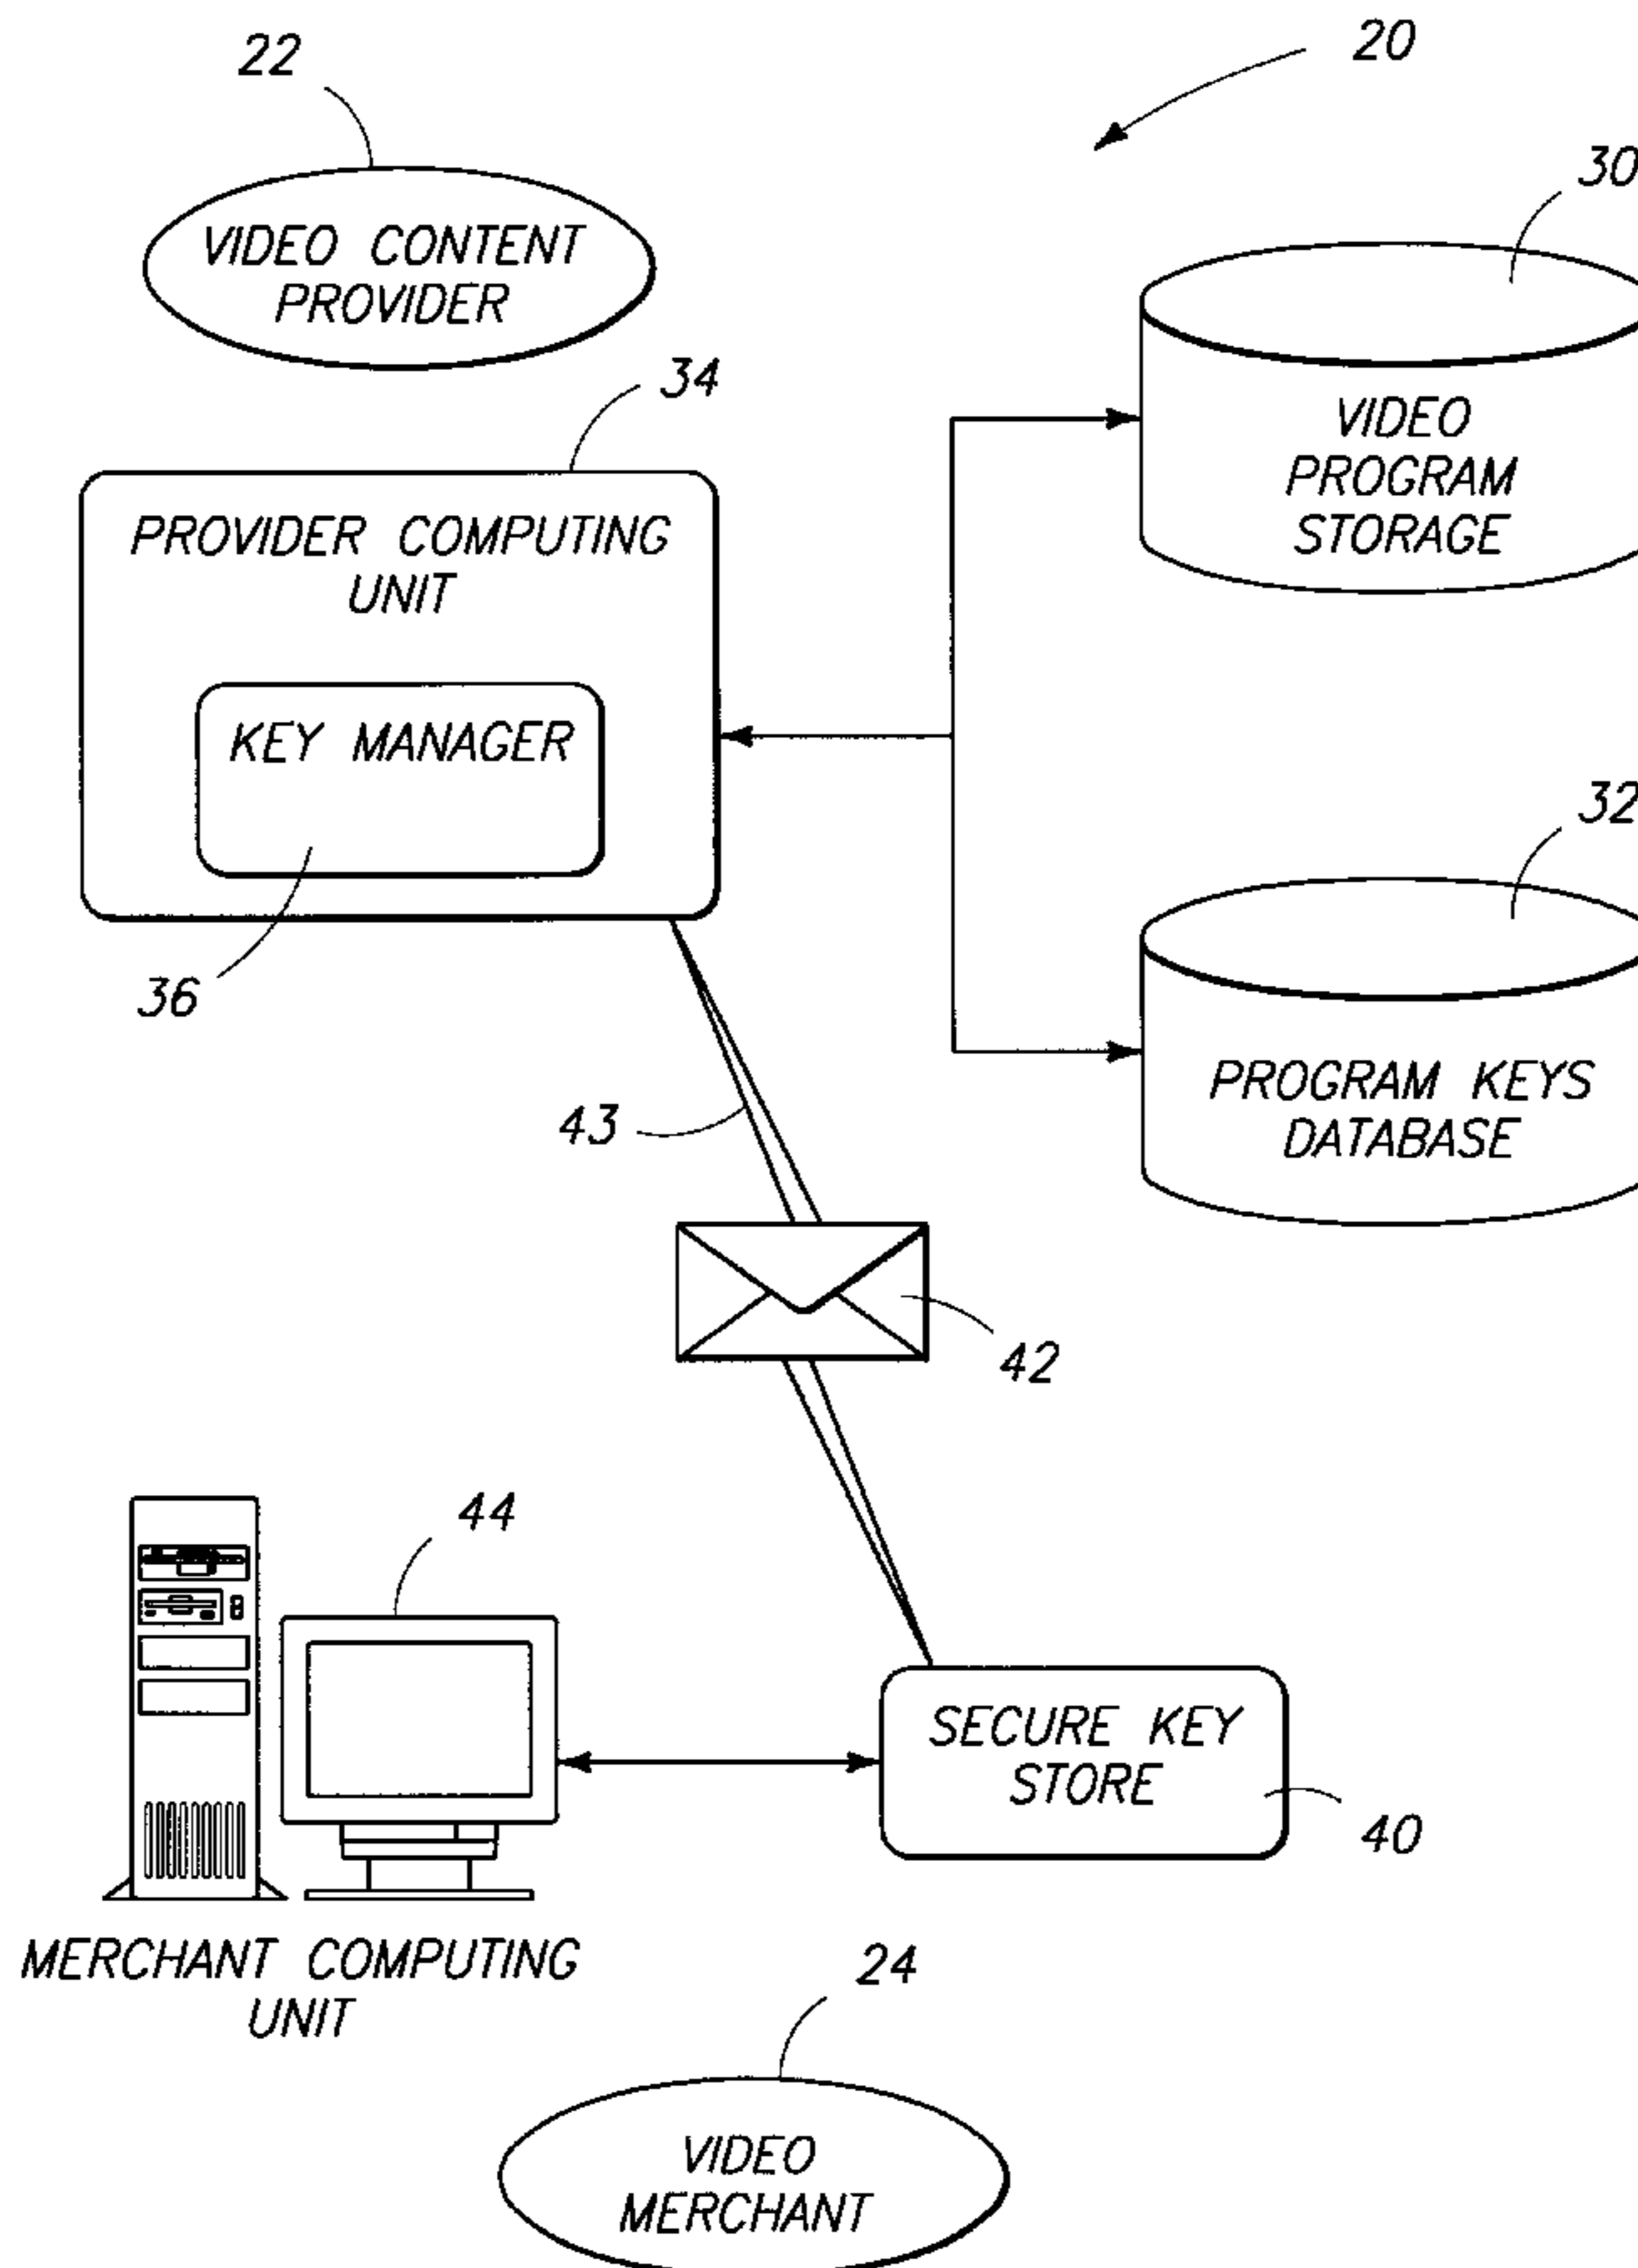 22
20
30
VIDEO CONTENT
PROVIDER
34
VIDEO
PROGRAM
STORAGE
PROVIDER COMPUTING
UNIT
KEY MANAGER
32
36
PROGRAM KEYS
DATABASE
43
42
44
SECURE KEY
STORE
40
MERCHANT COMPUTING
UNIT
24
VIDEO
MERCHANT